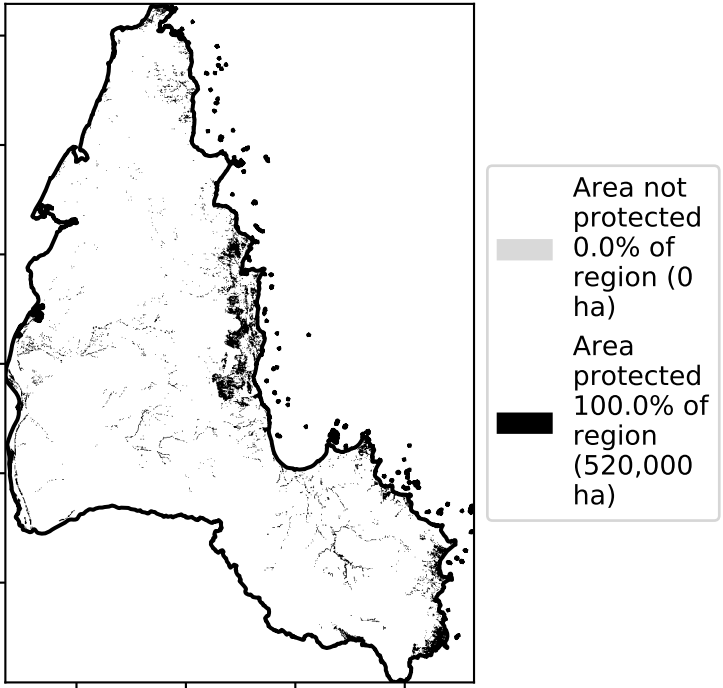 Area not
protected
0.0% of
region (0
ha)
Area
protected
100.0% of
region
(520,000
ha)